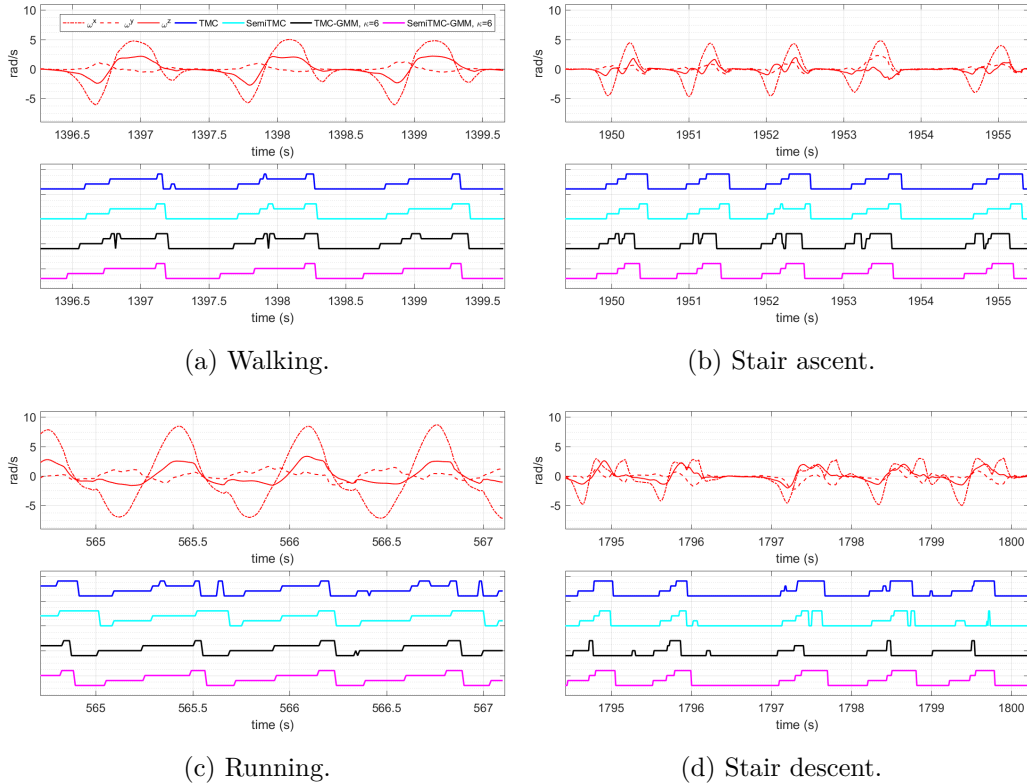 ω^x ω^y ω^z TMC SemiTMC TMC-GMM, κ=6 SemiTMC-GMM, κ=6
10
5
0
-5
rad/s
1396.5 1397 1397.5 1398 1398.5 1399 1399.5
time (s)
1396.5 1397 1397.5 1398 1398.5 1399 1399.5
time (s)
(a) Walking.
10
5
0
-5
rad/s
1950 1951 1952 1953 1954 1955
time (s)
1950 1951 1952 1953 1954 1955
time (s)
(b) Stair ascent.
10
5
0
-5
rad/s
565 565.5 566 566.5 567
time (s)
565 565.5 566 566.5 567
time (s)
(c) Running.
10
5
0
-5
rad/s
1795 1796 1797 1798 1799 1800
time (s)
1795 1796 1797 1798 1799 1800
time (s)
(d) Stair descent.